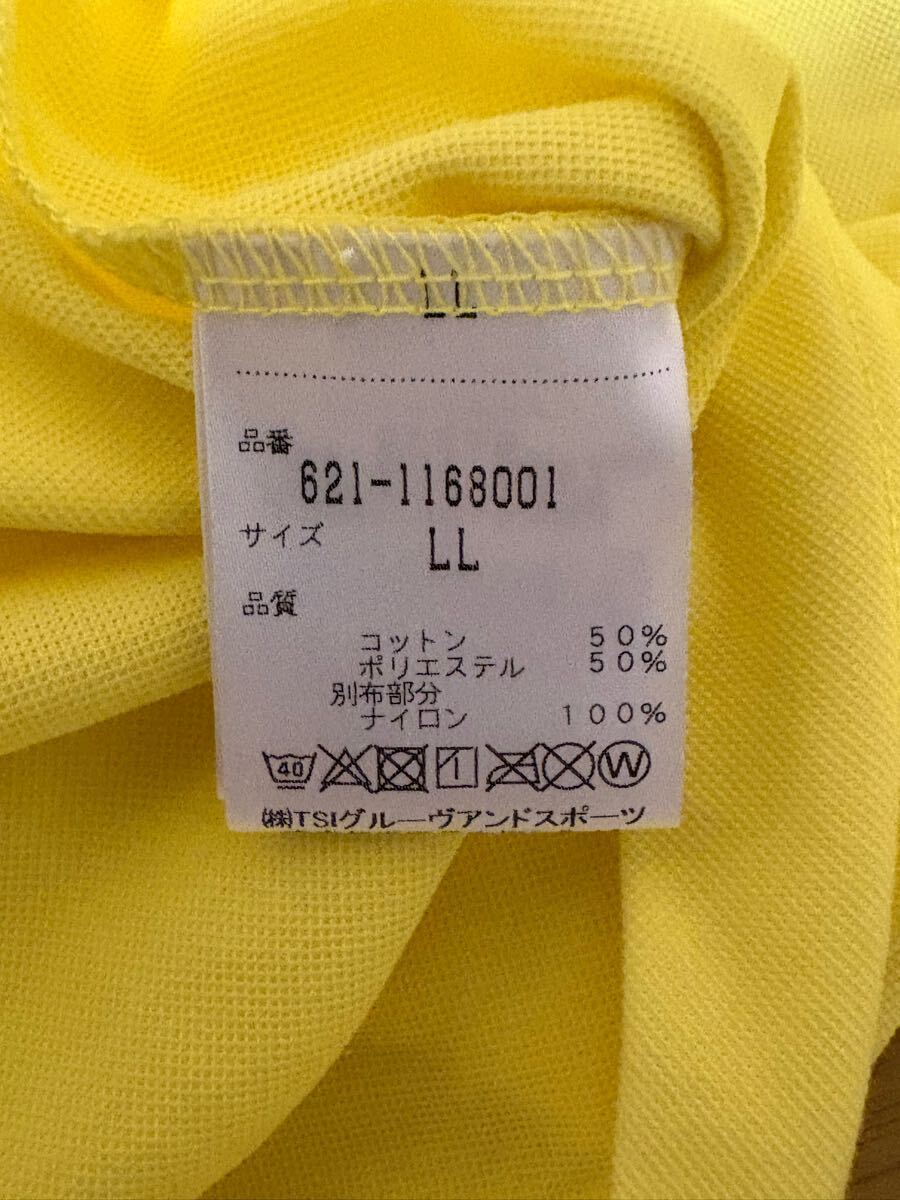 LL
品番
621-1168001
サイズ
LL
品質
コットン 50%
ポリエステル 50%
別布部分
ナイロン 100%
40 W
㈱TSIグルーヴアンドスポーツ